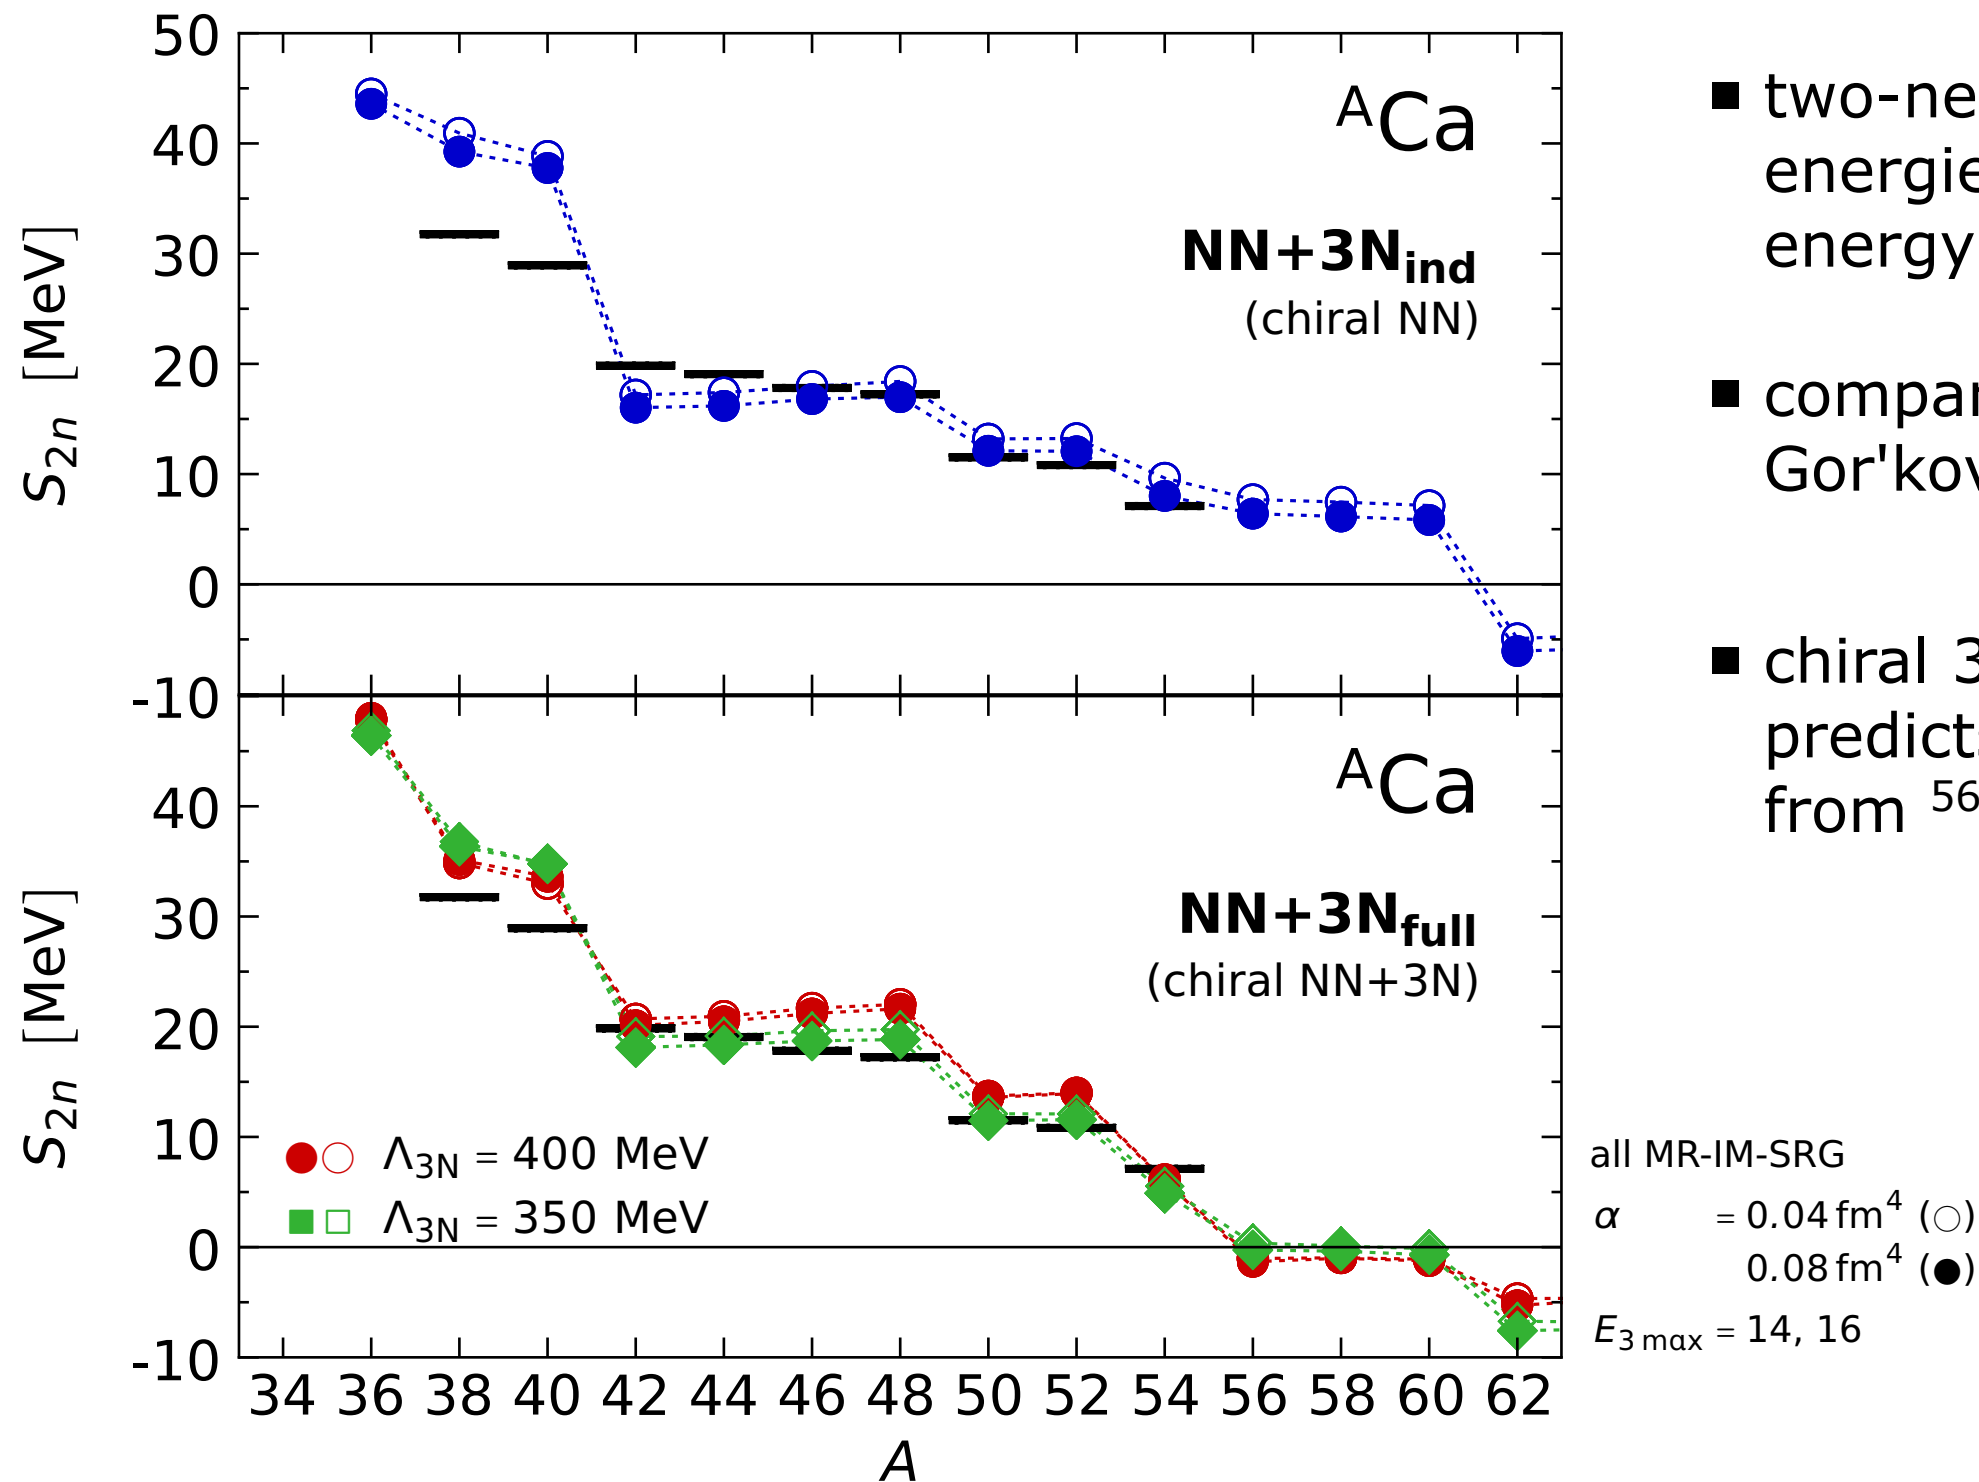 50
40
30
20
10
0
-10
S2n [MeV]
ACa
NN+3Nind
(chiral NN)
40
30
20
10
0
-10
S2n [MeV]
ACa
NN+3Nfull
(chiral NN+3N)
Λ3N = 400 MeV
Λ3N = 350 MeV
34 36 38 40 42 44 46 48 50 52 54 56 58 60 62
A
■ two-ne
energie
energy
■ compar
Gor'kov
■ chiral 3
predicts
from 56
all MR-IM-SRG
α = 0.04 fm4 (○)
0.08 fm4 (●)
E3 max = 14, 16